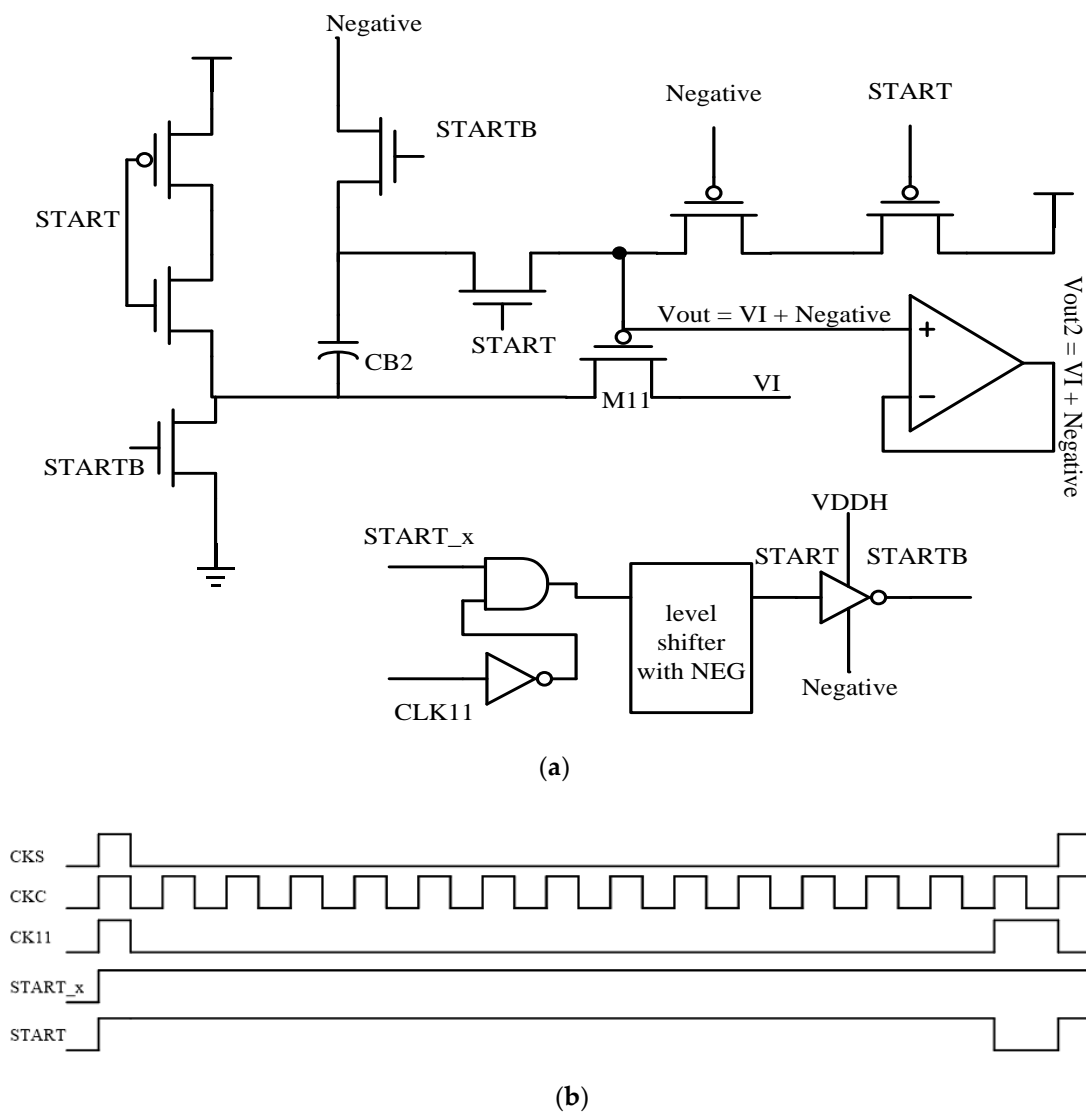 Negative
STARTB
Negative
START
START
START
Vout = VI + Negative
CB2
M11
VI
+
−
Vout2 = VI + Negative
STARTB
VDDH
START_x
START
STARTB
level
shifter
with NEG
CLK11
Negative
(a)
CKS
CKC
CK11
START_x
START
(b)